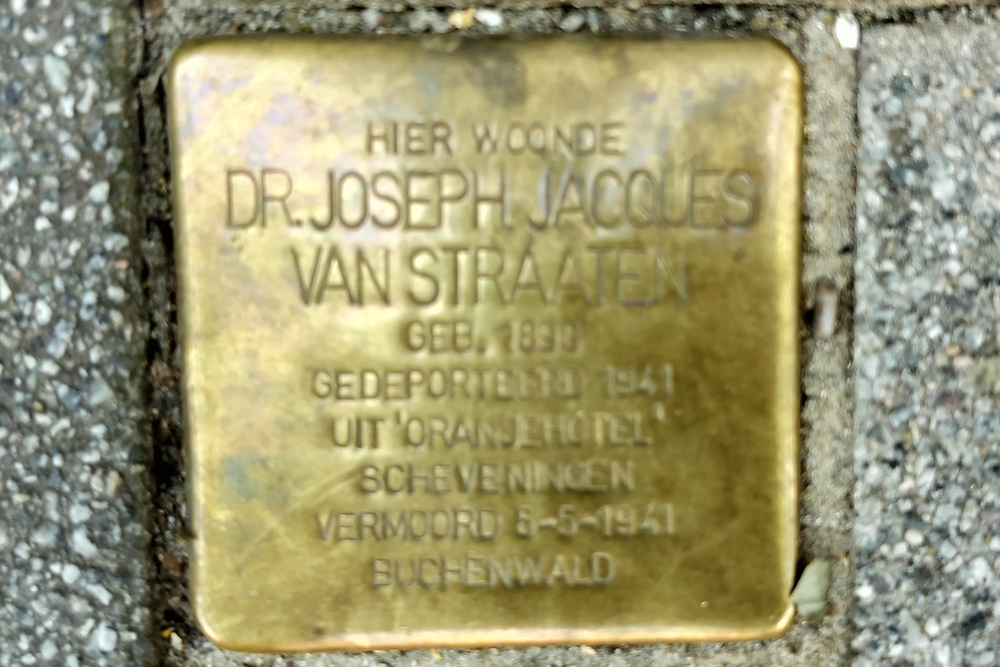 HIER WOONDE
DR. JOSEPH JACQUES
VAN STRAATEN
GEB. 1890
GEDEPORTEERD 1941
UIT 'ORANJEHOTEL'
SCHEVENINGEN
VERMOORD 5-5-1941
BUCHENWALD